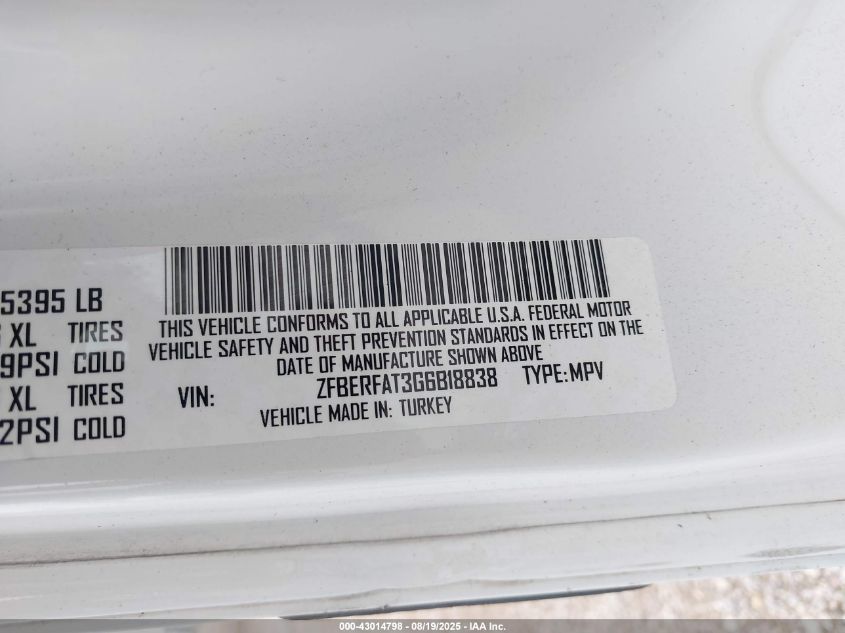 5395 LB
XL TIRES
9PSI COLD
XL TIRES
2PSI COLD
THIS VEHICLE CONFORMS TO ALL APPLICABLE U.S.A. FEDERAL MOTOR
VEHICLE SAFETY AND THEFT PREVENTION STANDARDS IN EFFECT ON THE
DATE OF MANUFACTURE SHOWN ABOVE
VIN: ZFBERFAT3G6B18838 TYPE:MPV
VEHICLE MADE IN: TURKEY
000-43014798 - 08/19/2025 - IAA Inc.